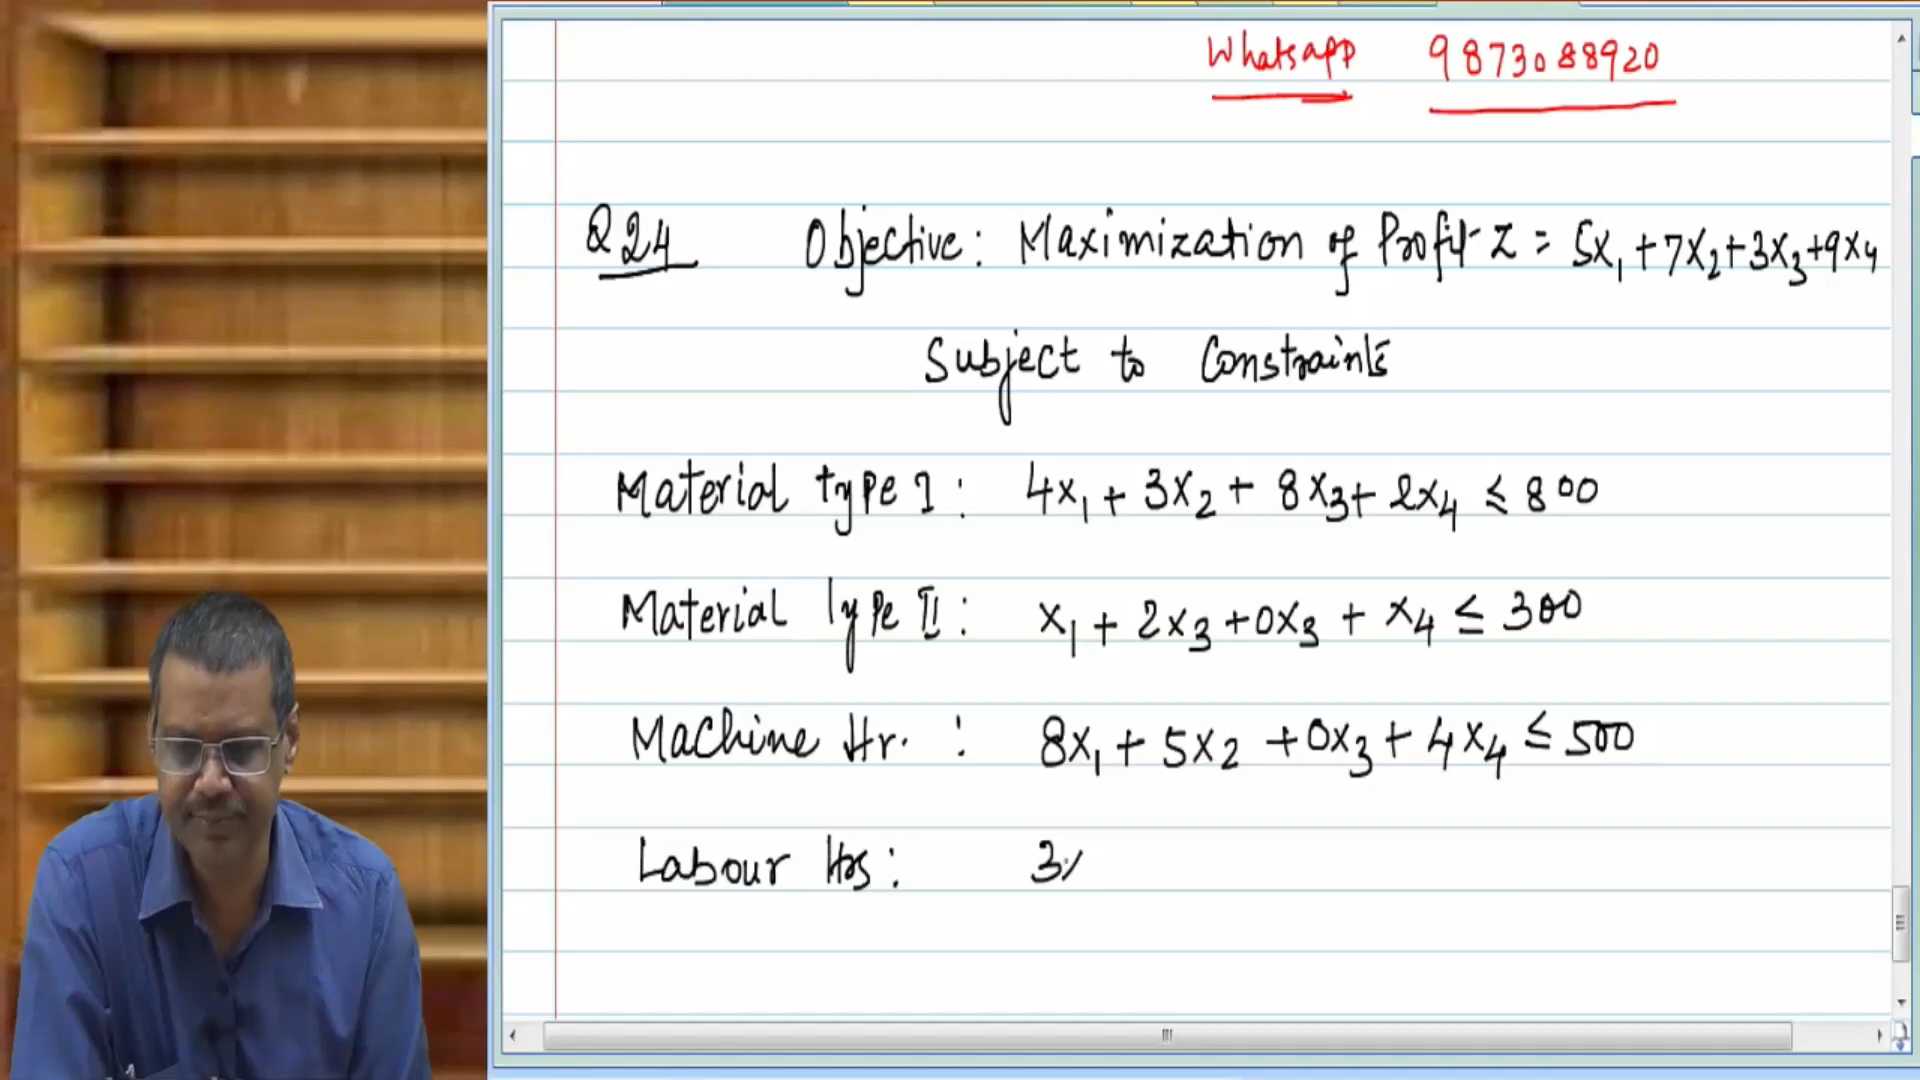 Whatsapp 9873088920
Q24 Objective: Maximization of Profit Z = 5x₁ + 7x₂ + 3x₃ + 9x₄
Subject to Constraints
Material type I: 4x₁ + 3x₂ + 8x₃ + 2x₄ ≤ 800
Material Type II: x₁ + 2x₃ + 0x₃ + x₄ ≤ 300
Machine Hr. : 8x₁ + 5x₂ + 0x₃ + 4x₄ ≤ 500
Labour Hrs: 3